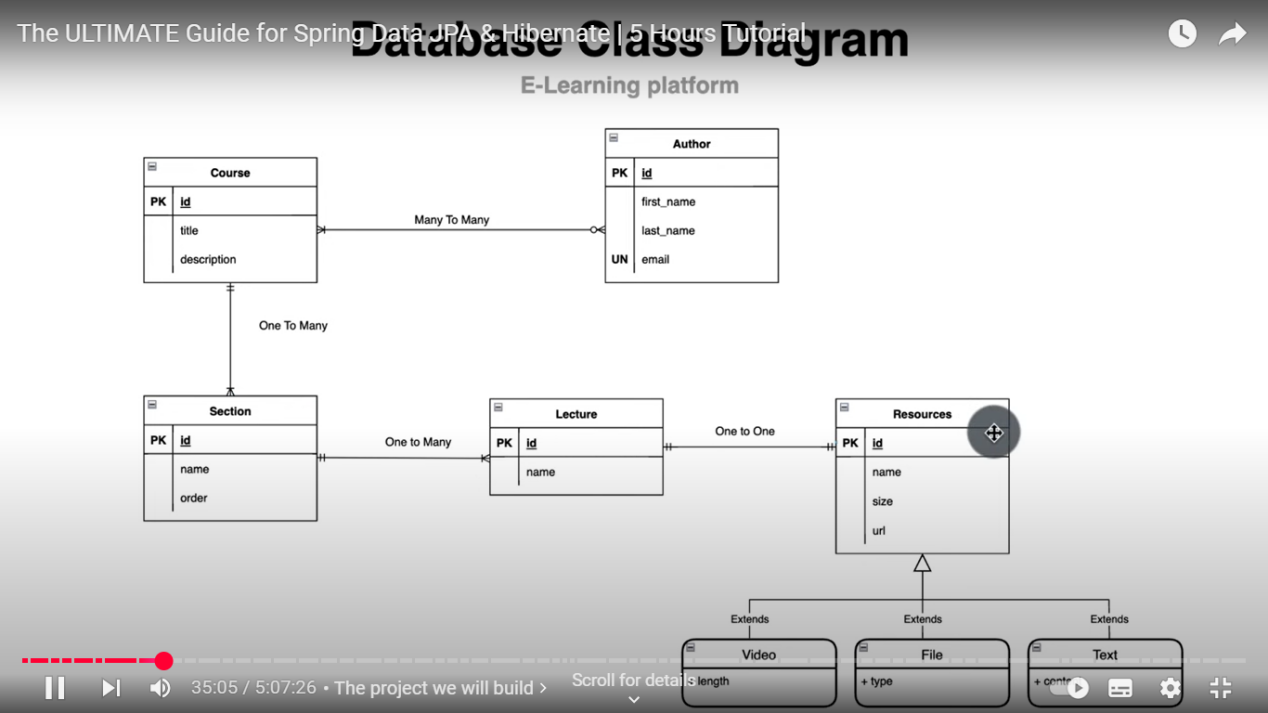 The ULTIMATE Guide for Spring Data JPA & Hibernate | 5 Hours Tutorial
Database Class Diagram
E-Learning platform
Course
PK id
title
description
Many To Many
Author
PK id
first_name
last_name
UN email
One To Many
Section
PK id
name
order
One to Many
Lecture
PK id
name
One to One
Resources
PK id
name
size
url
Extends
Extends
Extends
Video
length
File
+ type
Text
35:05 / 5:07:26 • The project we will build >
Scroll for details